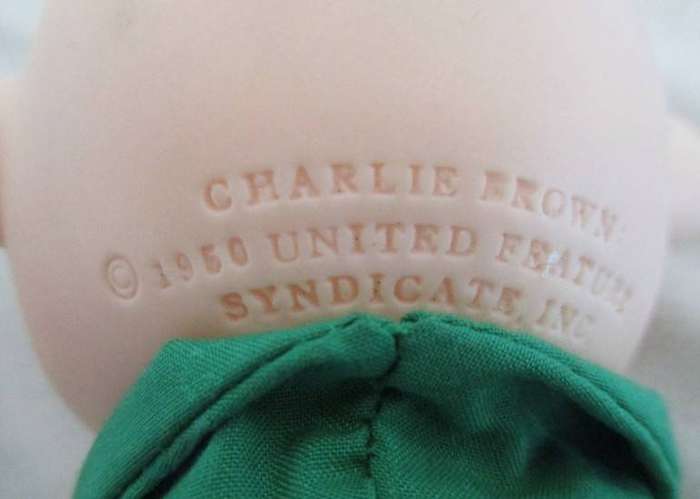 CHARLIE BROWN:
© 1950 UNITED FEATURE
SYNDICATE, INC